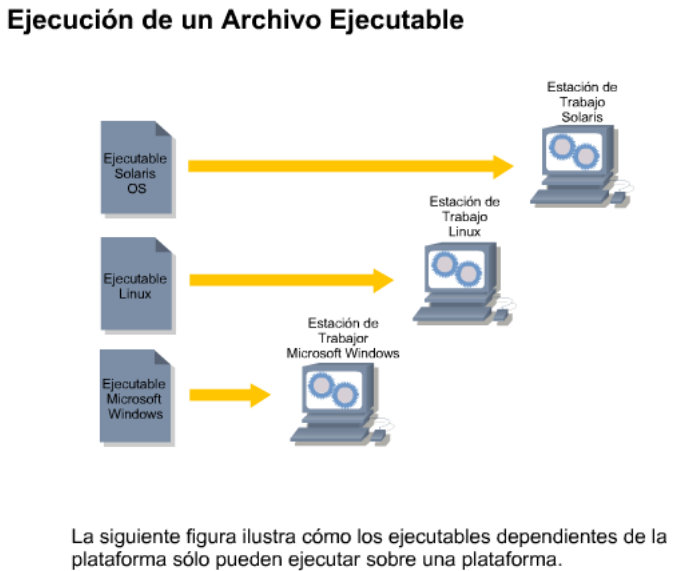 Ejecución de un Archivo Ejecutable
Estación de
Trabajo
Solaris
Ejecutable
Solaris
OS
Estación de
Trabajo
Linux
Ejecutable
Linux
Estación de
Trabajor
Microsoft Windows
Ejecutable
Microsoft
Windows
La siguiente figura ilustra cómo los ejecutables dependientes de la
plataforma sólo pueden ejecutar sobre una plataforma.